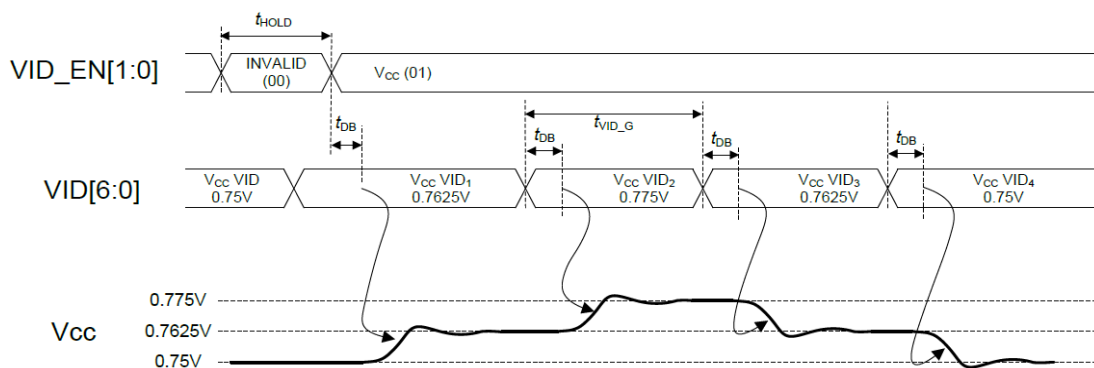 tHOLD
VID_EN[1:0]
INVALID
(00)
VCC (01)
tDB
tDB
tVID_G
tDB
tDB
VID[6:0]
VCC VID
0.75V
VCC VID1
0.7625V
VCC VID2
0.775V
VCC VID3
0.7625V
VCC VID4
0.75V
0.775V
Vcc
0.7625V
0.75V